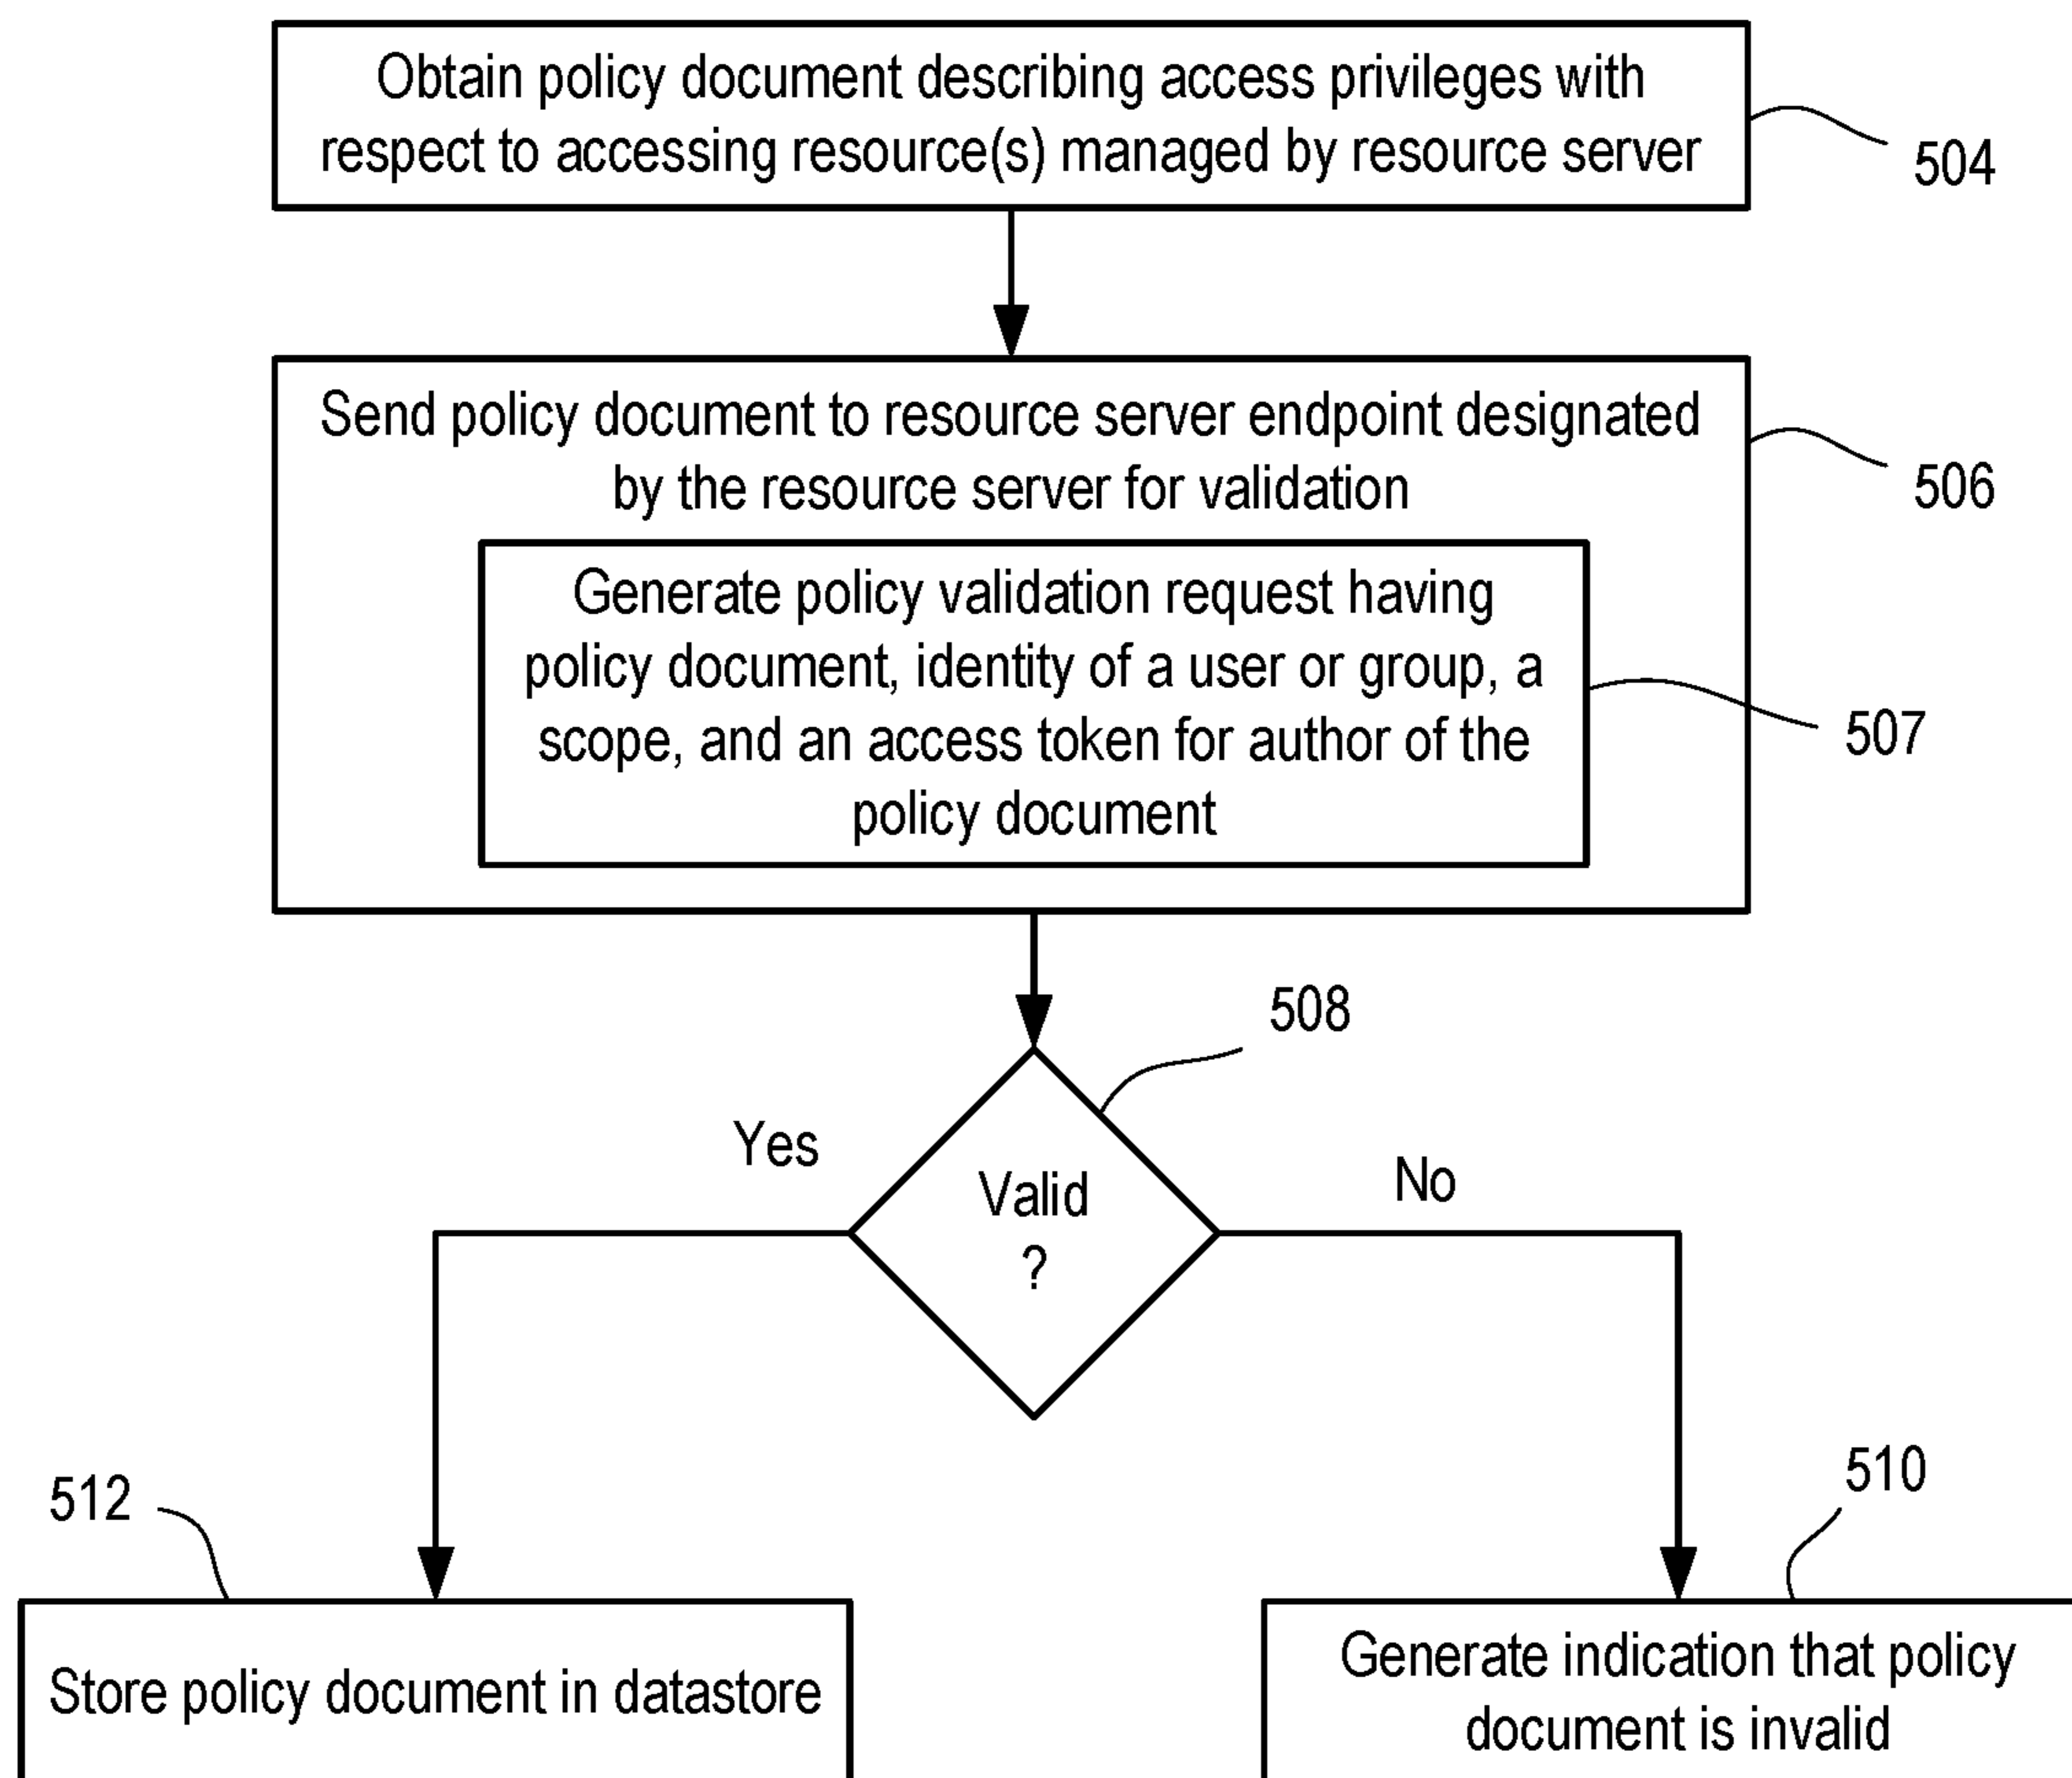 Obtain policy document describing access privileges with
respect to accessing resource(s) managed by resource server
504
Send policy document to resource server endpoint designated
by the resource server for validation
506
Generate policy validation request having
policy document, identity of a user or group, a
scope, and an access token for author of the
policy document
507
508
Yes
Valid
?
No
512
510
Store policy document in datastore
Generate indication that policy
document is invalid